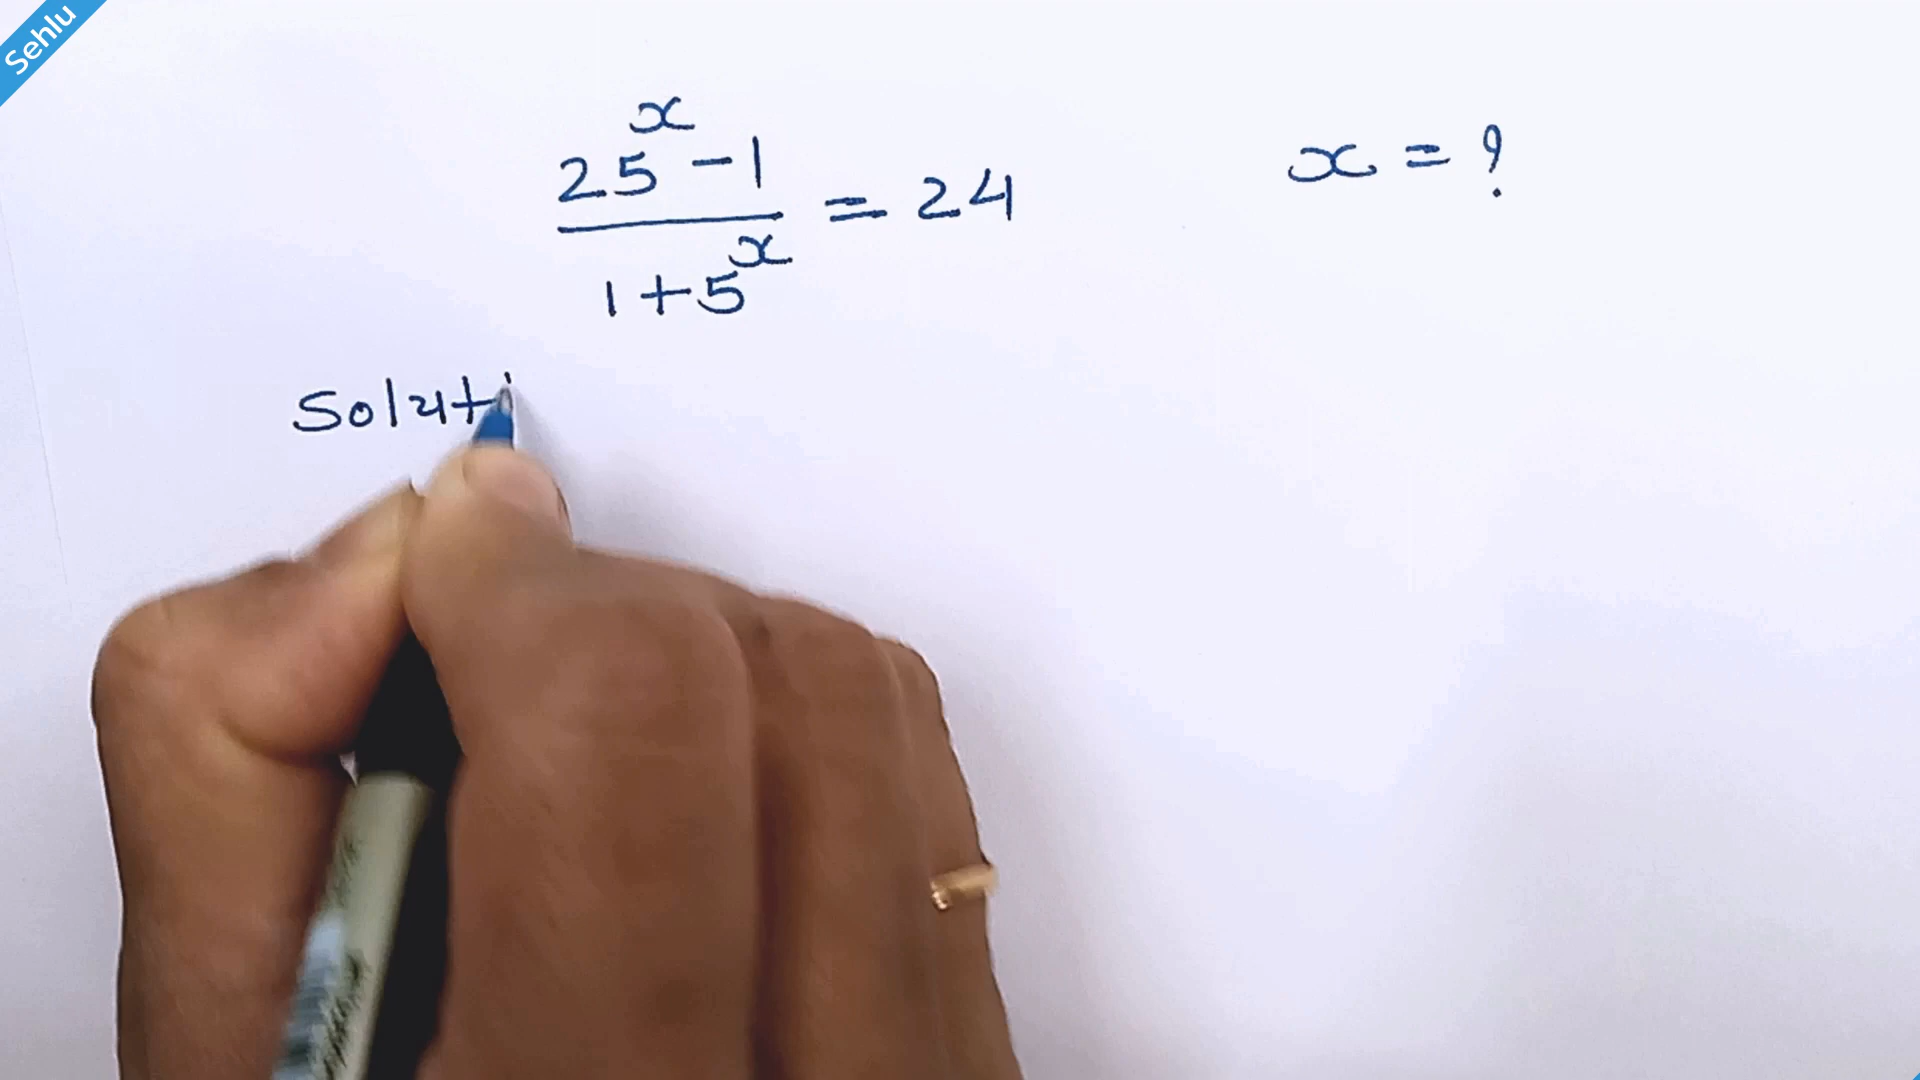 Sehlu
25^x - 1 / 1 + 5^x = 24
x = ?
Soluti